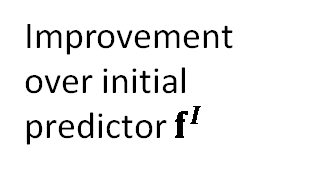 Improvement
over initial
predictor f^I